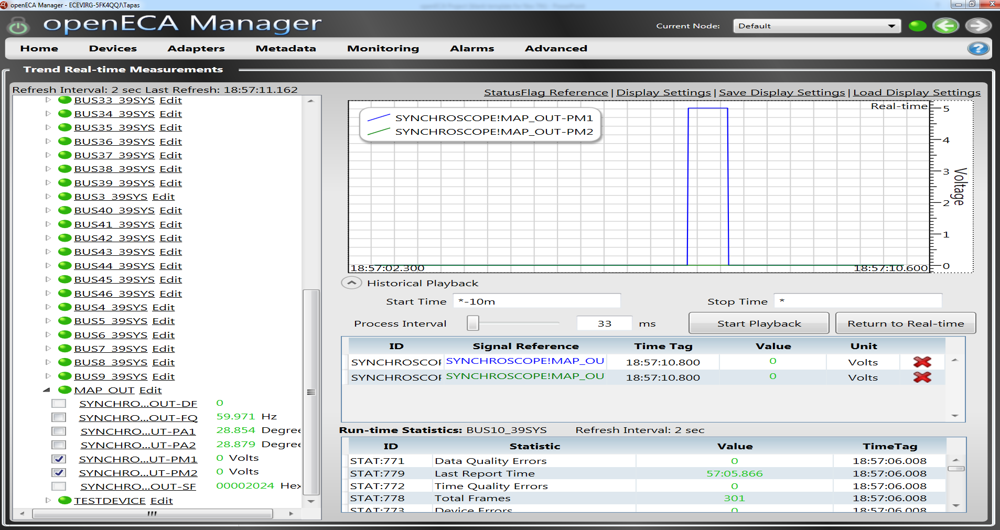 openECA Manager - ECEVIRG-5FK4QQJ\Tapas
openECA Manager
Current Node: Default
Home Devices Adapters Metadata Monitoring Alarms Advanced
?
Trend Real-time Measurements
Refresh Interval: 2 sec Last Refresh: 18:57:11.162
BUS33_39SYS Edit
BUS34_39SYS Edit
BUS35_39SYS Edit
BUS36_39SYS Edit
BUS37_39SYS Edit
BUS38_39SYS Edit
BUS39_39SYS Edit
BUS3_39SYS Edit
BUS40_39SYS Edit
BUS41_39SYS Edit
BUS42_39SYS Edit
BUS43_39SYS Edit
BUS44_39SYS Edit
BUS45_39SYS Edit
BUS46_39SYS Edit
BUS4_39SYS Edit
BUS5_39SYS Edit
BUS6_39SYS Edit
BUS7_39SYS Edit
BUS8_39SYS Edit
BUS9_39SYS Edit
MAP_OUT Edit
SYNCHRO...OUT-DF 0
SYNCHRO...OUT-FQ 59.971 Hz
SYNCHRO...UT-PA1 28.854 Degree
SYNCHRO...UT-PA2 28.879 Degree
SYNCHRO...UT-PM1 0 Volts
SYNCHRO...UT-PM2 0 Volts
SYNCHRO...OUT-SF 00002024 Hex
TESTDEVICE Edit
StatusFlag Reference | Display Settings | Save Display Settings | Load Display Settings
SYNCHROSCOPE!MAP_OUT-PM1
SYNCHROSCOPE!MAP_OUT-PM2
Real-time
5
4
3
2
1
0
Voltage
18:57:02.300 18:57:10.600
Historical Playback
Start Time *-10m Stop Time *
Process Interval 33 ms Start Playback Return to Real-time
ID Signal Reference Time Tag Value Unit
SYNCHROSCOP SYNCHROSCOPE!MAP_OU 18:57:10.800 0 Volts
SYNCHROSCOP SYNCHROSCOPE!MAP_OU 18:57:10.800 0 Volts
Run-time Statistics: BUS10_39SYS Refresh Interval: 2 sec
ID Statistic Value TimeTag
STAT:771 Data Quality Errors 0 18:57:06.008
STAT:779 Last Report Time 57:05.866 18:57:06.008
STAT:772 Time Quality Errors 0 18:57:06.008
STAT:778 Total Frames 301 18:57:06.008
STAT:773 Device Errors 0 18:57:06.008